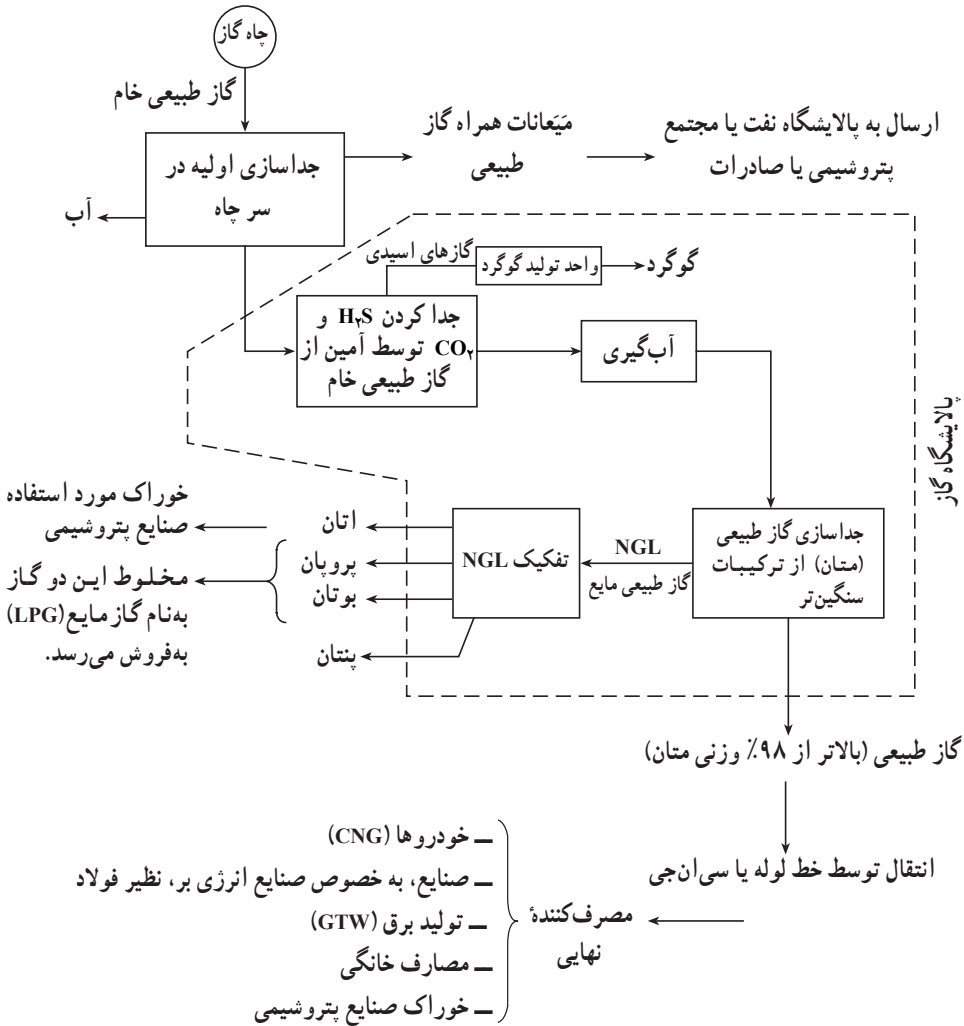 چاه گاز
گاز طبیعی خام
جداسازی اولیه در
سر چاه
آب
مَیَعانات همراه گاز
طبیعی
ارسال به پالایشگاه نفت یا مجتمع
پتروشیمی یا صادرات
گازهای اسیدی
واحد تولید گوگرد
گوگرد
جدا کردن H₂S و
CO₂ توسط آمین از
گاز طبیعی خام
آب‌گیری
پالایشگاه گاز
جداسازی گاز طبیعی
(متان) از ترکیبات
سنگین‌تر
NGL
گاز طبیعی مایع
تفکیک NGL
اتان
پروپان
بوتان
پنتان
خوراک مورد استفاده
صنایع پتروشیمی
مخلوط این دو گاز
به‌نام گاز مایع (LPG)
به‌فروش می‌رسد.
گاز طبیعی (بالاتر از ۹۸٪ وزنی متان)
انتقال توسط خط لوله یا سی‌ان‌جی
مصرف‌کنندهٔ
نهایی
ــ خودروها (CNG)
ــ صنایع، به خصوص صنایع انرژی بر، نظیر فولاد
ــ تولید برق (GTW)
ــ مصارف خانگی
ــ خوراک صنایع پتروشیمی